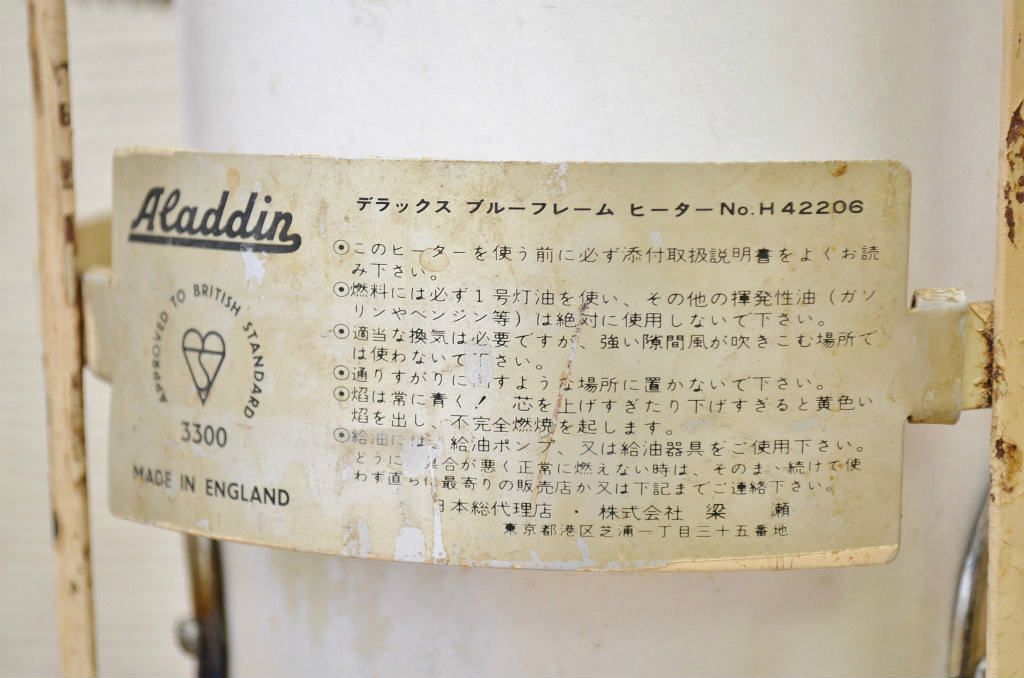 Aladdin
APPROVED TO BRITISH STANDARD
3300
MADE IN ENGLAND
デラックス ブルーフレーム ヒーターNo.H42206
◉このヒーターを使う前に必ず添付取扱説明書をよくお読
み下さい。
◉燃料には必ず1号灯油を使い、その他の揮発性油（ガソ
リンやベンジン等）は絶対に使用しないで下さい。
◉適当な換気は必要ですが、強い隙間風が吹きこむ場所で
は使わないで下さい。
◉通りすがりに すような場所に置かないで下さい。
◉焰は常に青く！ 芯を上げすぎたり下げすぎると黄色い
焰を出し、不完全燃焼を起します。
◉給油には、給油ポンプ、又は給油器具をご使用下さい。
どうに 具合が悪く正常に燃えない時は、そのまゝ続けて使
わず直ちに最寄りの販売店か又は下記までご連絡下さい。
日本総代理店・株式会社 梁 瀬
東京都港区芝浦一丁目三十五番地